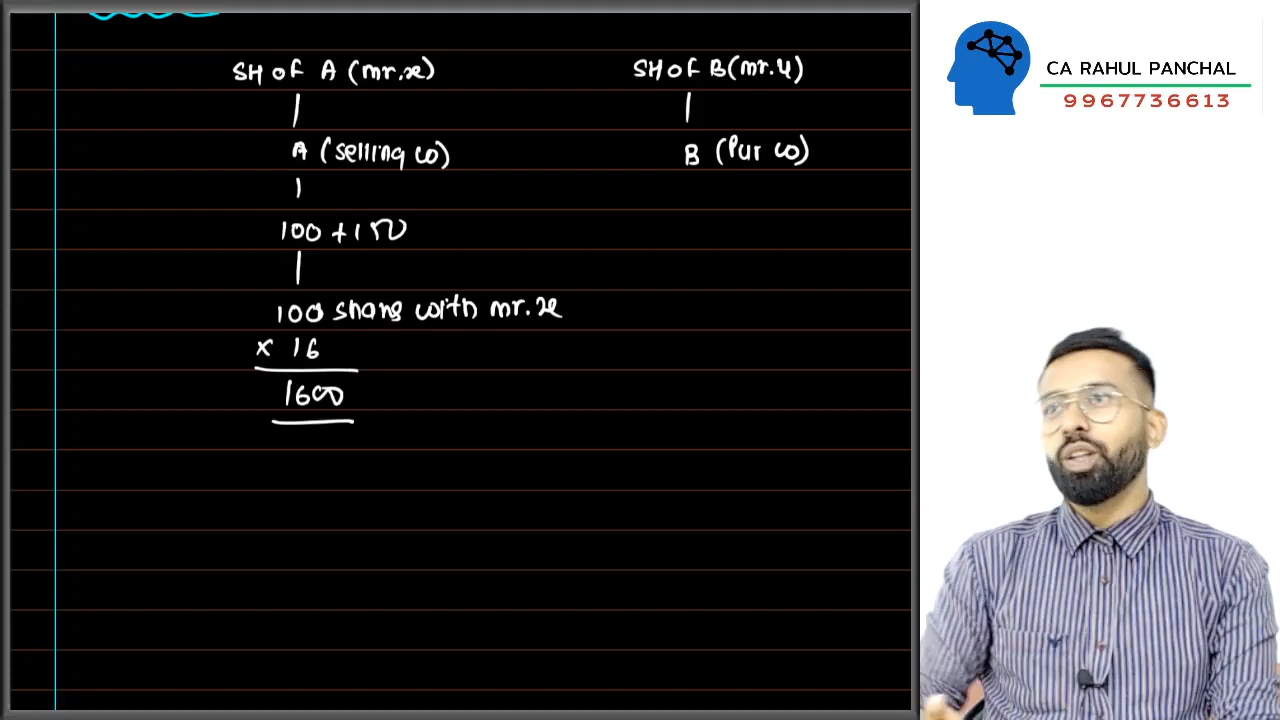 SH of A (mr.x)
SH of B (mr.y)
A (selling co)
B (Pur co)
100 + 150
100 shares with mr.x
x 16
1600
CA RAHUL PANCHAL
9967736613